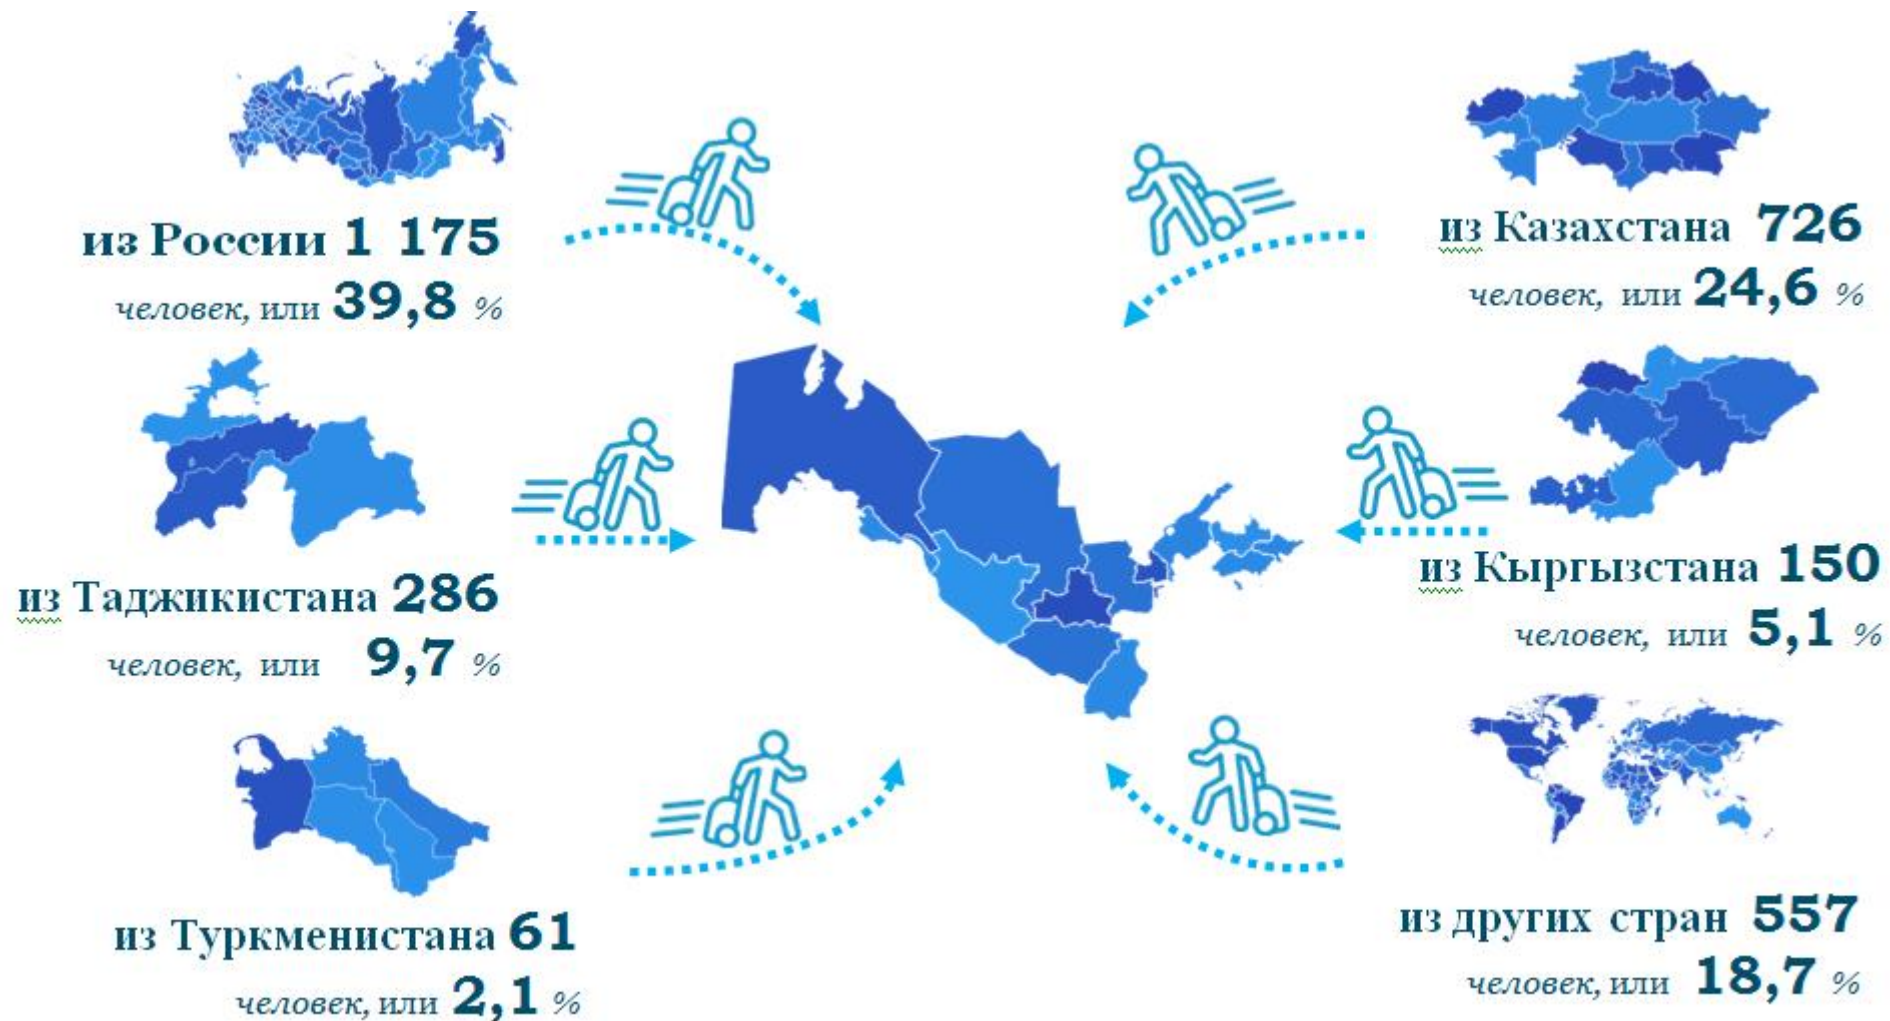 из России 1 175
человек, или 39,8 %
из Казахстана 726
человек, или 24,6 %
из Таджикистана 286
человек, или 9,7 %
из Кыргызстана 150
человек, или 5,1 %
из Туркменистана 61
человек, или 2,1 %
из других стран 557
человек, или 18,7 %